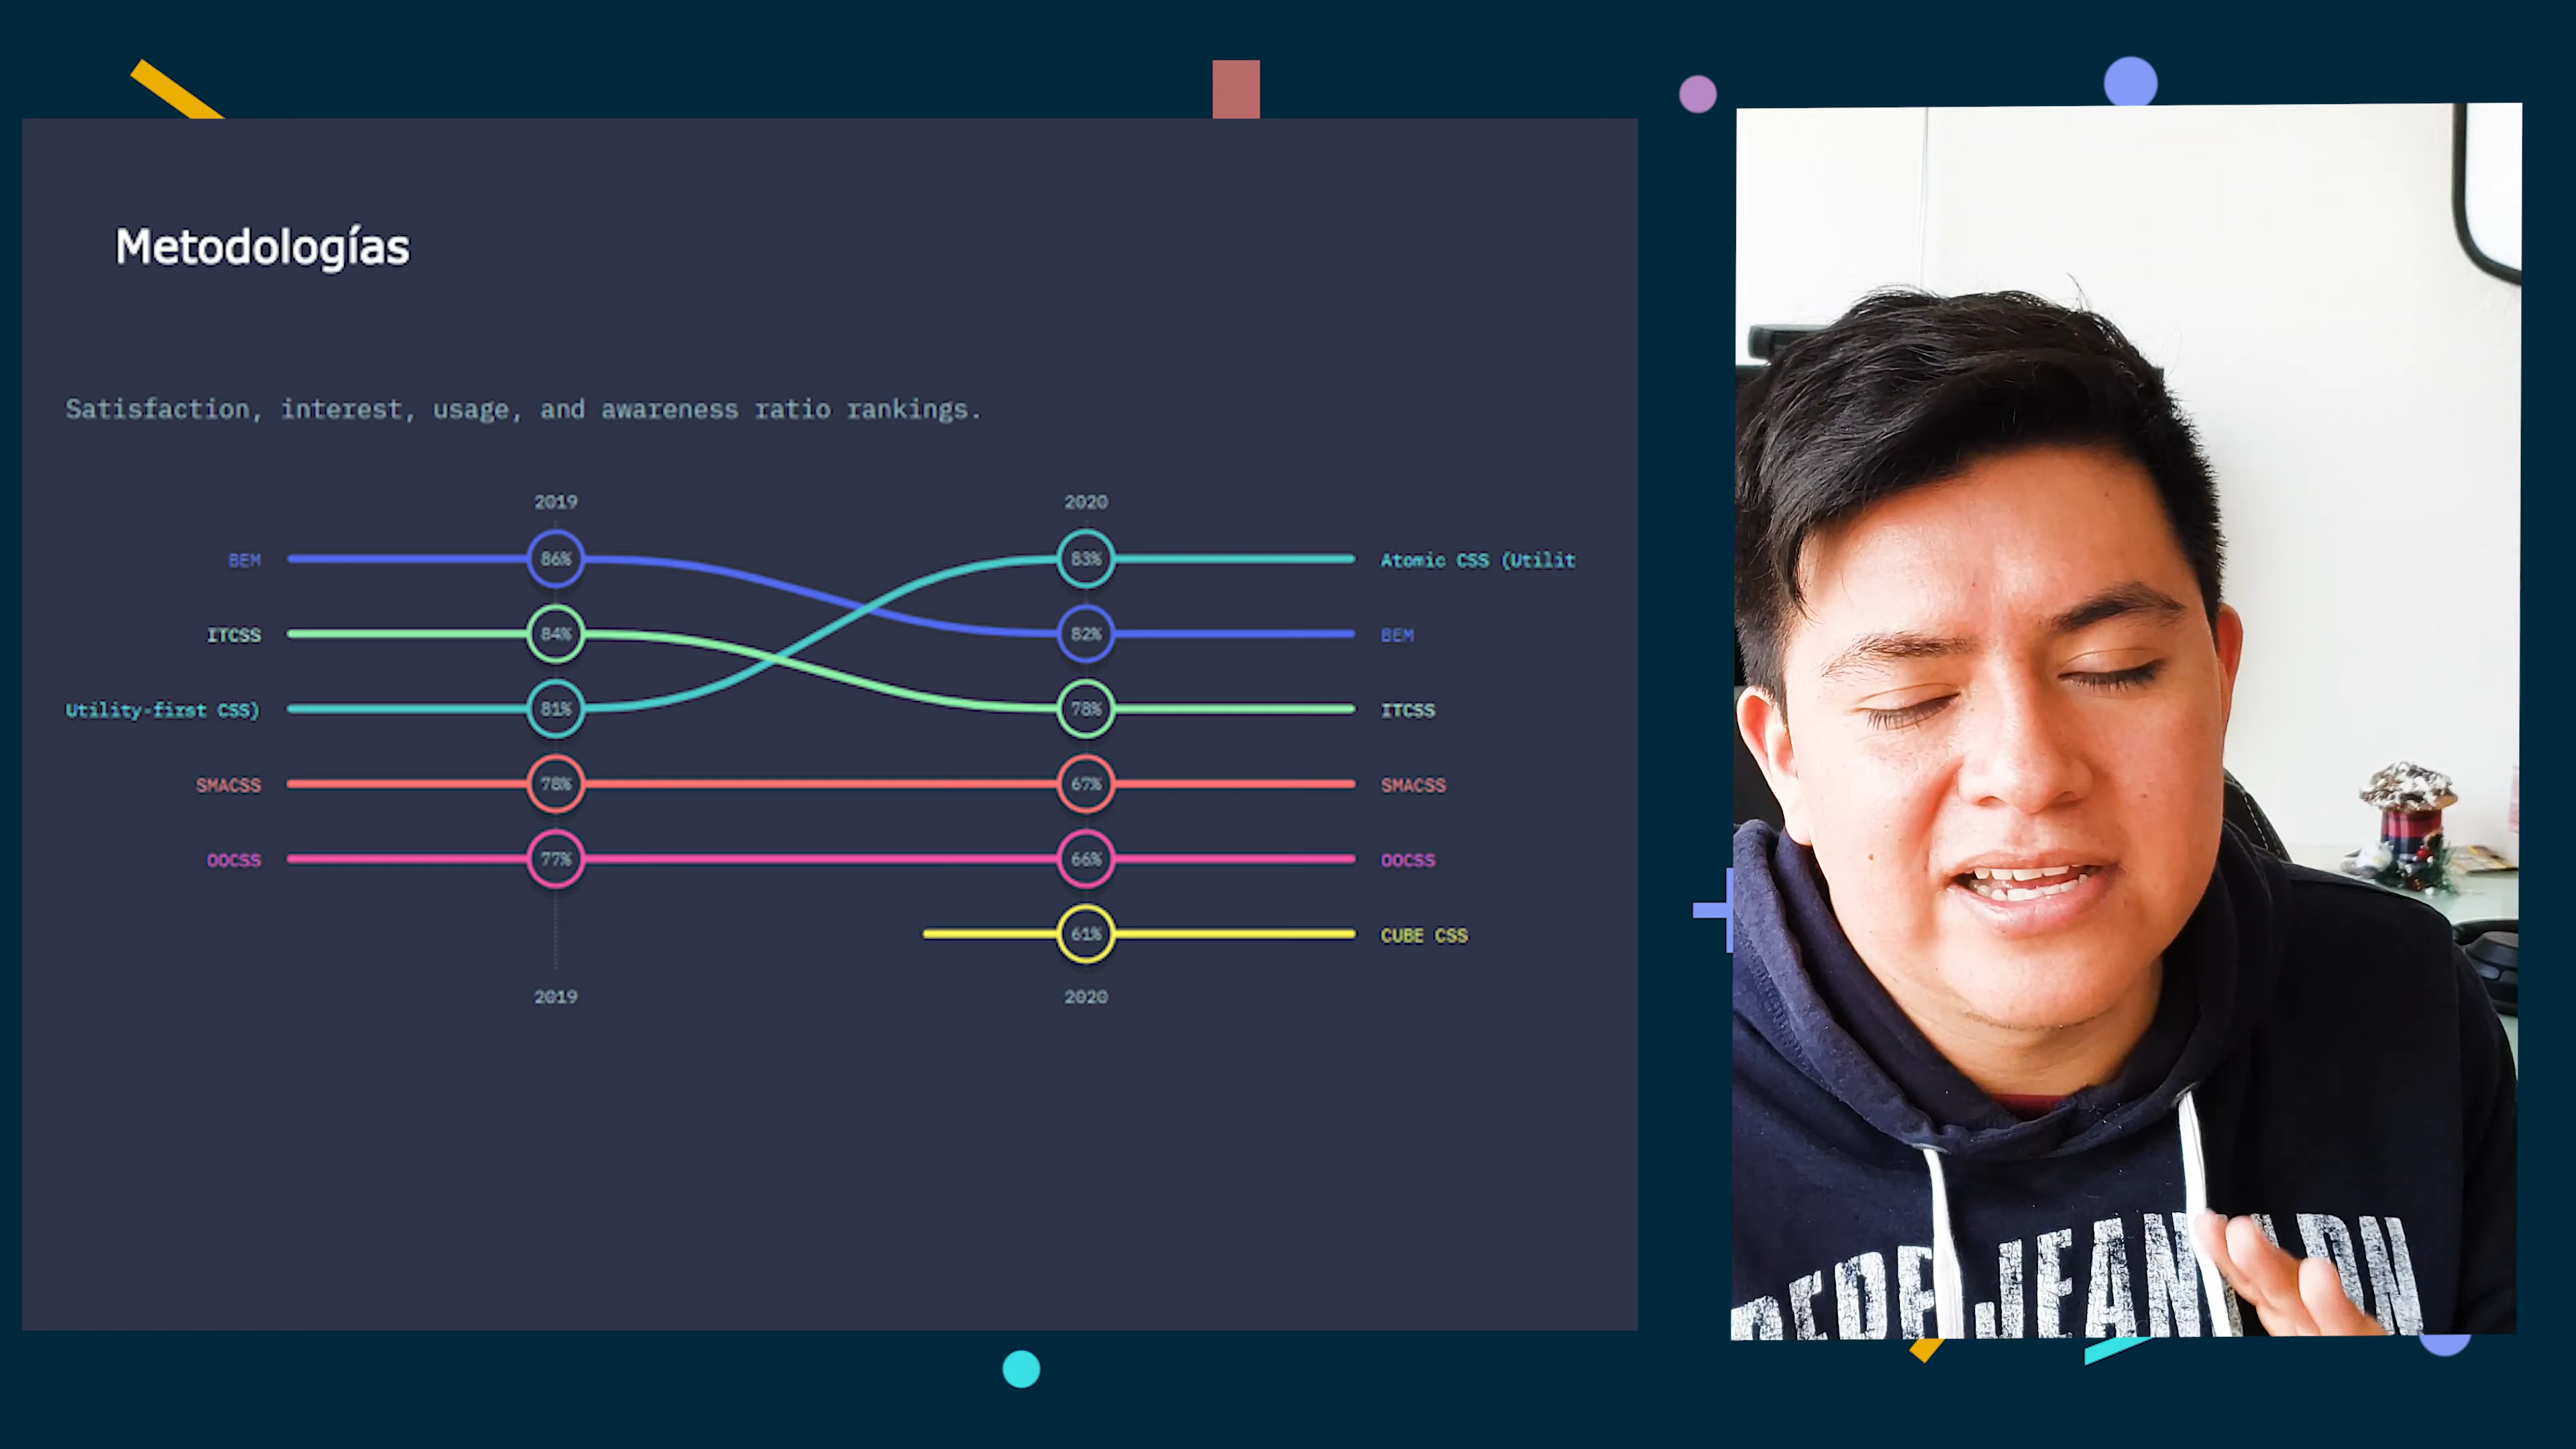 Metodologías
Satisfaction, interest, usage, and awareness ratio rankings.
2019 2020
BEM 86% 83% Atomic CSS (Utilit
ITCSS 84% 82% BEM
Utility-first CSS) 81% 78% ITCSS
SMACSS 78% 67% SMACSS
OOCSS 77% 66% OOCSS
61% CUBE CSS
2019 2020
PEPE JEAN